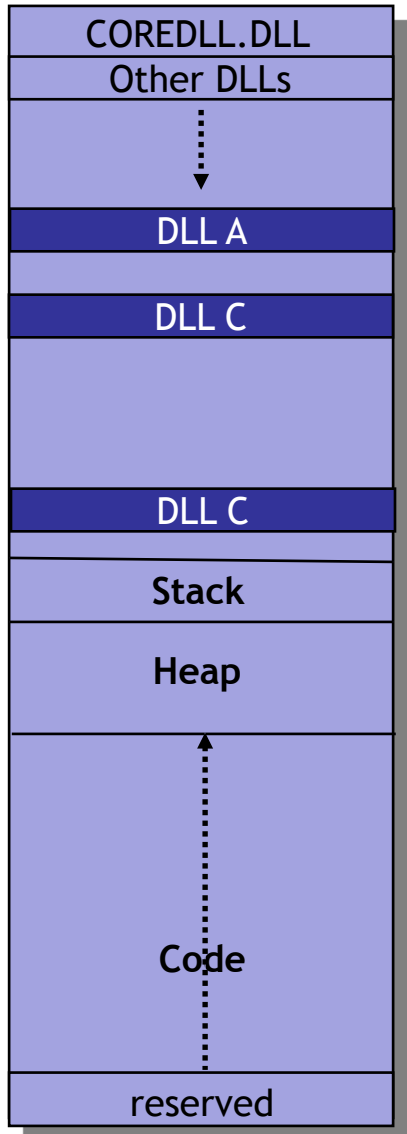 COREDLL.DLL
Other DLLs
DLL A
DLL C
DLL C
Stack
Heap
Code
reserved